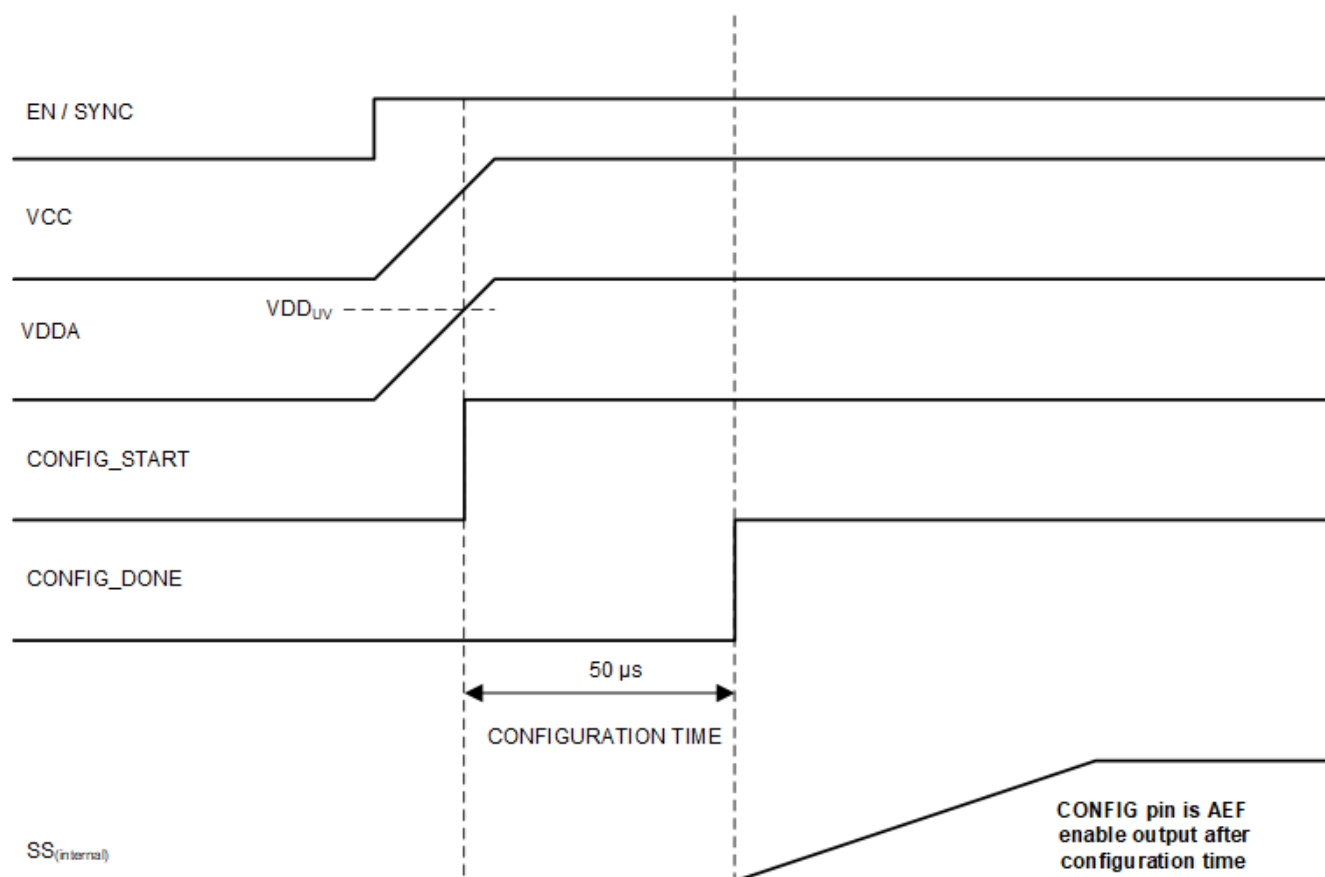 EN / SYNC
VCC
VDD_UV
VDDA
CONFIG_START
CONFIG_DONE
50 µs
CONFIGURATION TIME
SS(internal)
CONFIG pin is AEF
enable output after
configuration time